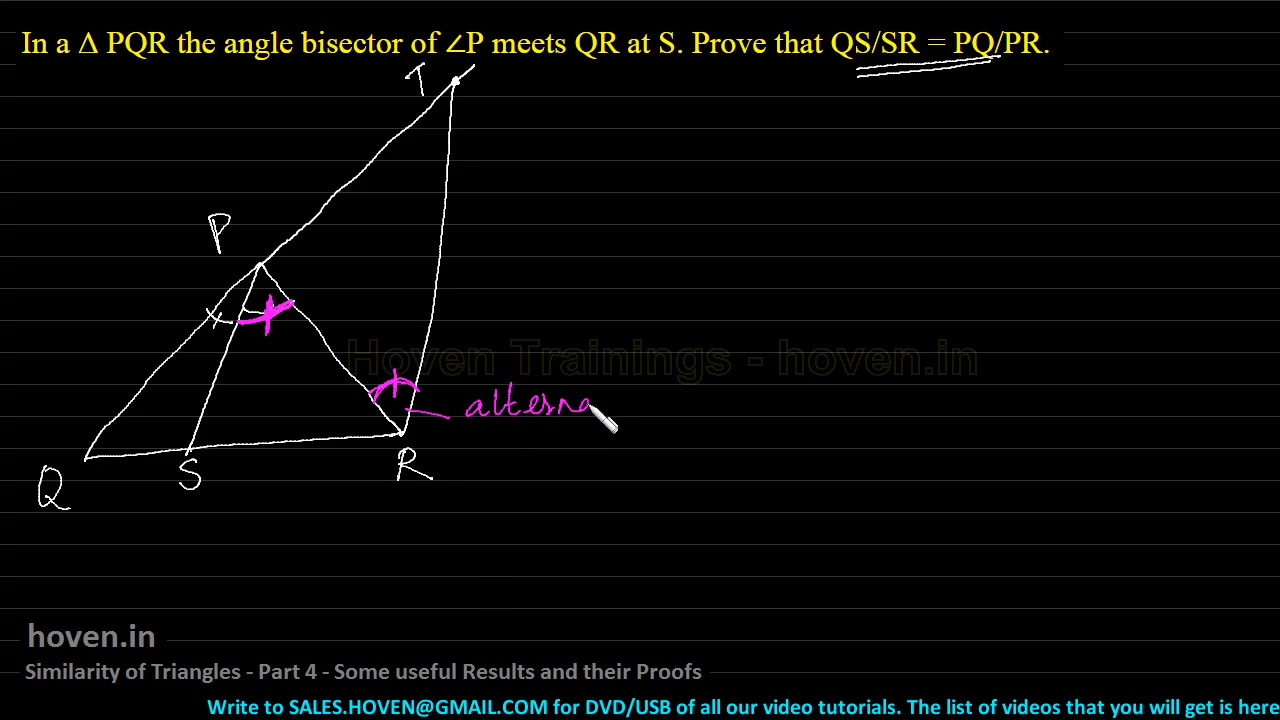 In a Δ PQR the angle bisector of ∠P meets QR at S. Prove that QS/SR = PQ/PR.
T
P
Hoven Trainings - hoven.in
alterna
Q
S
R
hoven.in
Similarity of Triangles - Part 4 - Some useful Results and their Proofs
Write to SALES.HOVEN@GMAIL.COM for DVD/USB of all our video tutorials. The list of videos that you will get is here